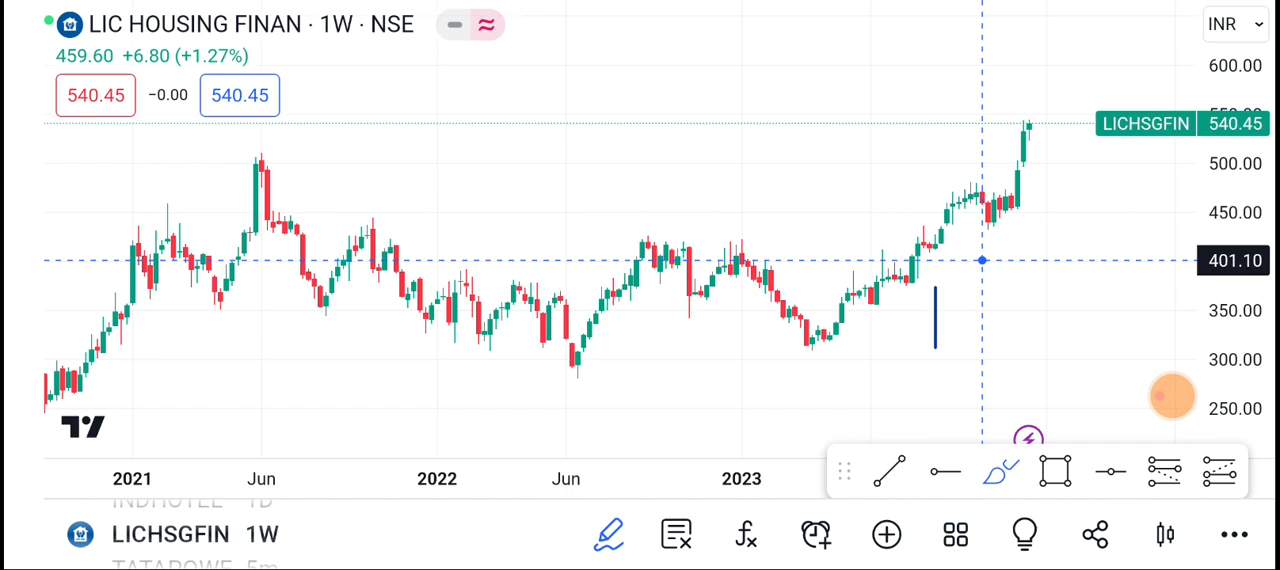 LIC HOUSING FINAN · 1W · NSE
INR
459.60 +6.80 (+1.27%)
540.45 −0.00 540.45
600.00
550.00
LICHSGFIN 540.45
500.00
450.00
401.10
350.00
300.00
250.00
2021 Jun 2022 Jun 2023
INDHOTEL 1D
LICHSGFIN 1W
TATAPOWE 5m